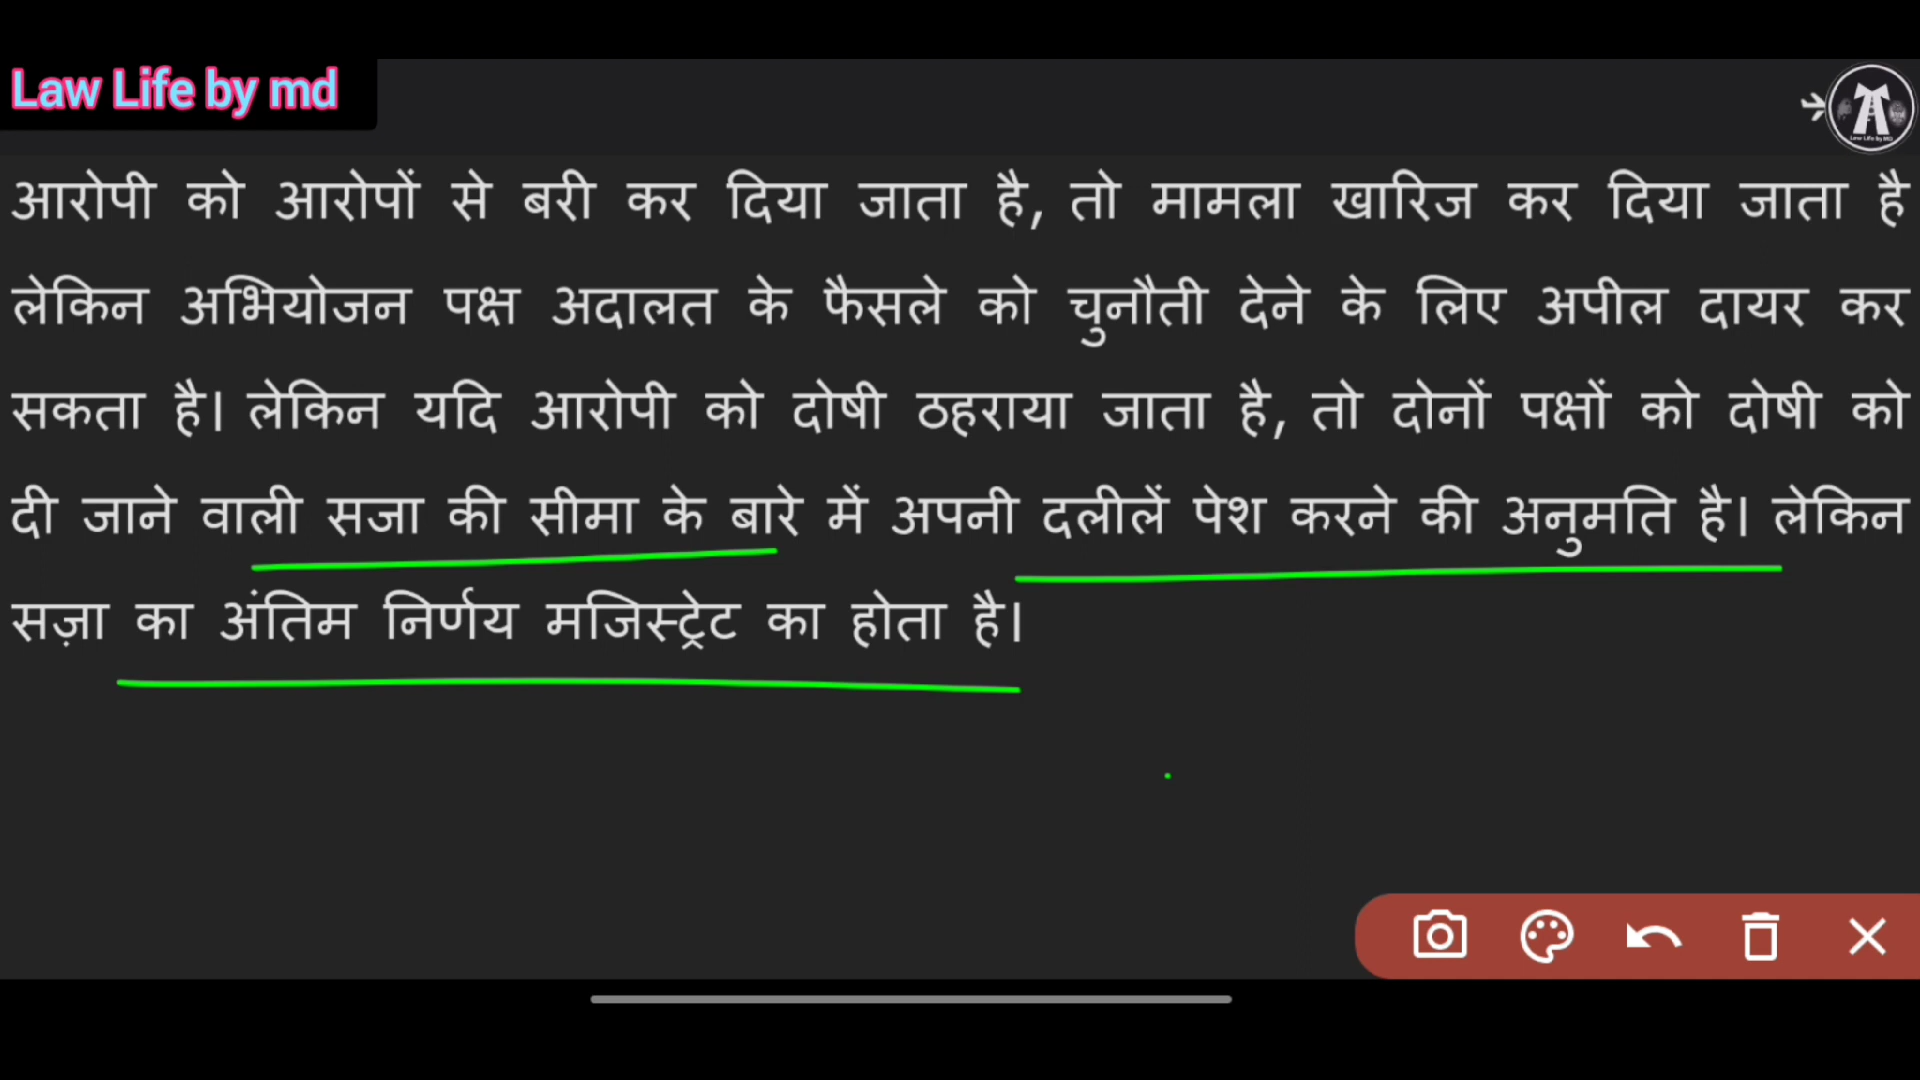 Law Life by md
आरोपी को आरोपों से बरी कर दिया जाता है, तो मामला खारिज कर दिया जाता है
लेकिन अभियोजन पक्ष अदालत के फैसले को चुनौती देने के लिए अपील दायर कर
सकता है। लेकिन यदि आरोपी को दोषी ठहराया जाता है, तो दोनों पक्षों को दोषी को
दी जाने वाली सजा की सीमा के बारे में अपनी दलीलें पेश करने की अनुमति है। लेकिन
सज़ा का अंतिम निर्णय मजिस्ट्रेट का होता है।